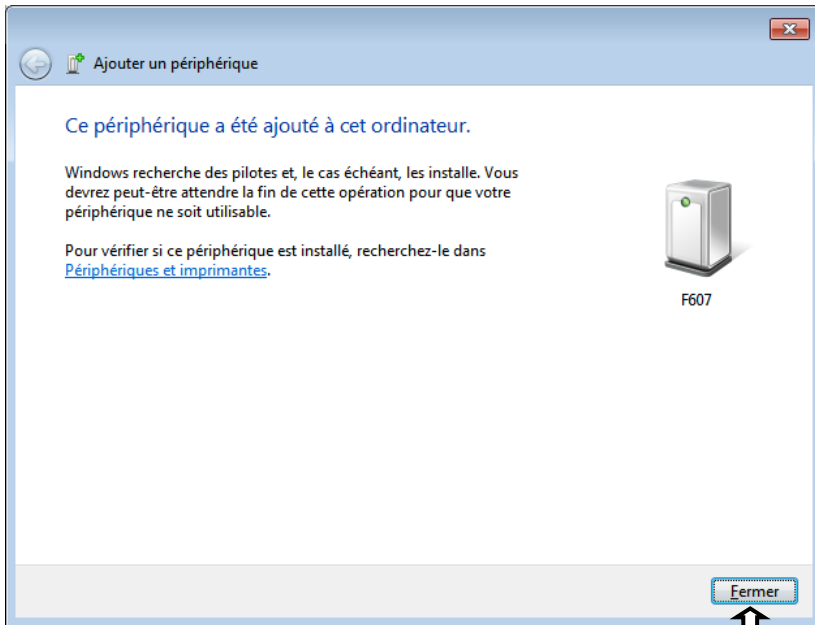 Ajouter un périphérique
Ce périphérique a été ajouté à cet ordinateur.
Windows recherche des pilotes et, le cas échéant, les installe. Vous
devrez peut-être attendre la fin de cette opération pour que votre
périphérique ne soit utilisable.
Pour vérifier si ce périphérique est installé, recherchez-le dans
Périphériques et imprimantes.
F607
Fermer